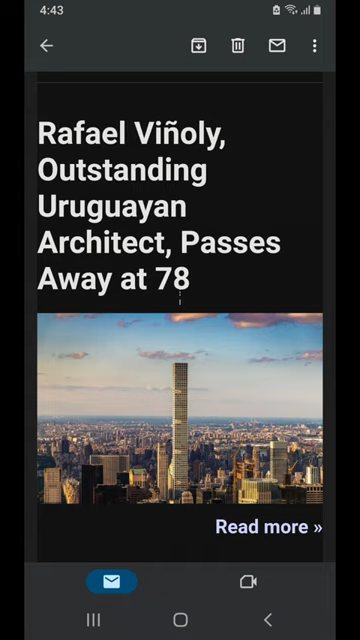 4:43
Rafael Viñoly,
Outstanding
Uruguayan
Architect, Passes
Away at 78
Read more »